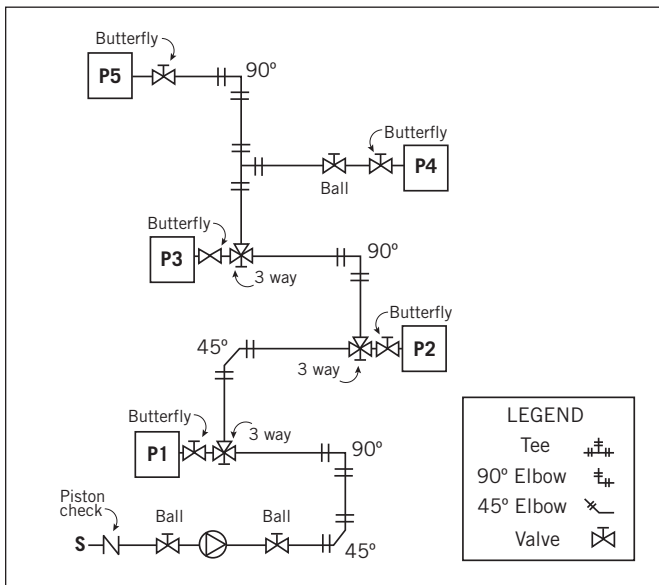 Butterfly
P5
90º
Butterfly
P4
Ball
Butterfly
P3
90º
3 way
Butterfly
45º
P2
3 way
Butterfly
3 way
P1
90º
LEGEND
Tee
90º Elbow
45º Elbow
Valve
Piston
check
Ball
Ball
S
45º